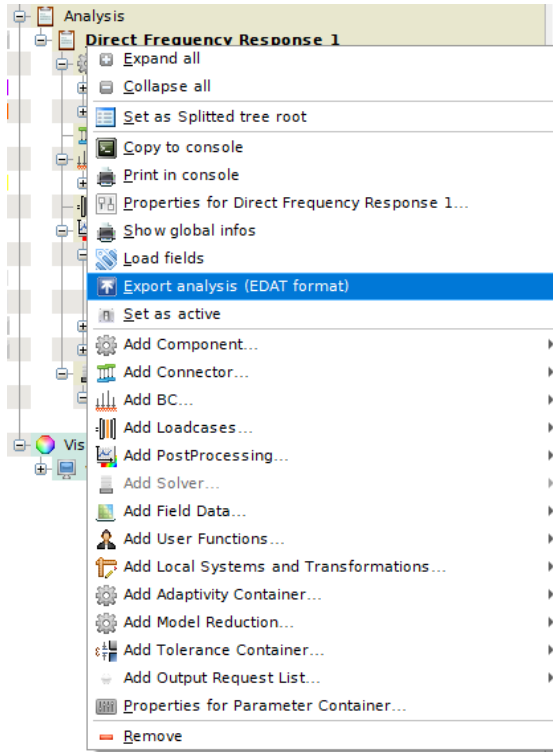 Analysis
Direct Frequency Response 1
Expand all
Collapse all
Set as Splitted tree root
Copy to console
Print in console
Properties for Direct Frequency Response 1...
Show global infos
Load fields
Export analysis (EDAT format)
Set as active
Add Component...
Add Connector...
Add BC...
Add Loadcases...
Add PostProcessing...
Add Solver...
Add Field Data...
Add User Functions...
Add Local Systems and Transformations...
Add Adaptivity Container...
Add Model Reduction...
Add Tolerance Container...
Add Output Request List...
Properties for Parameter Container...
Remove
Vis